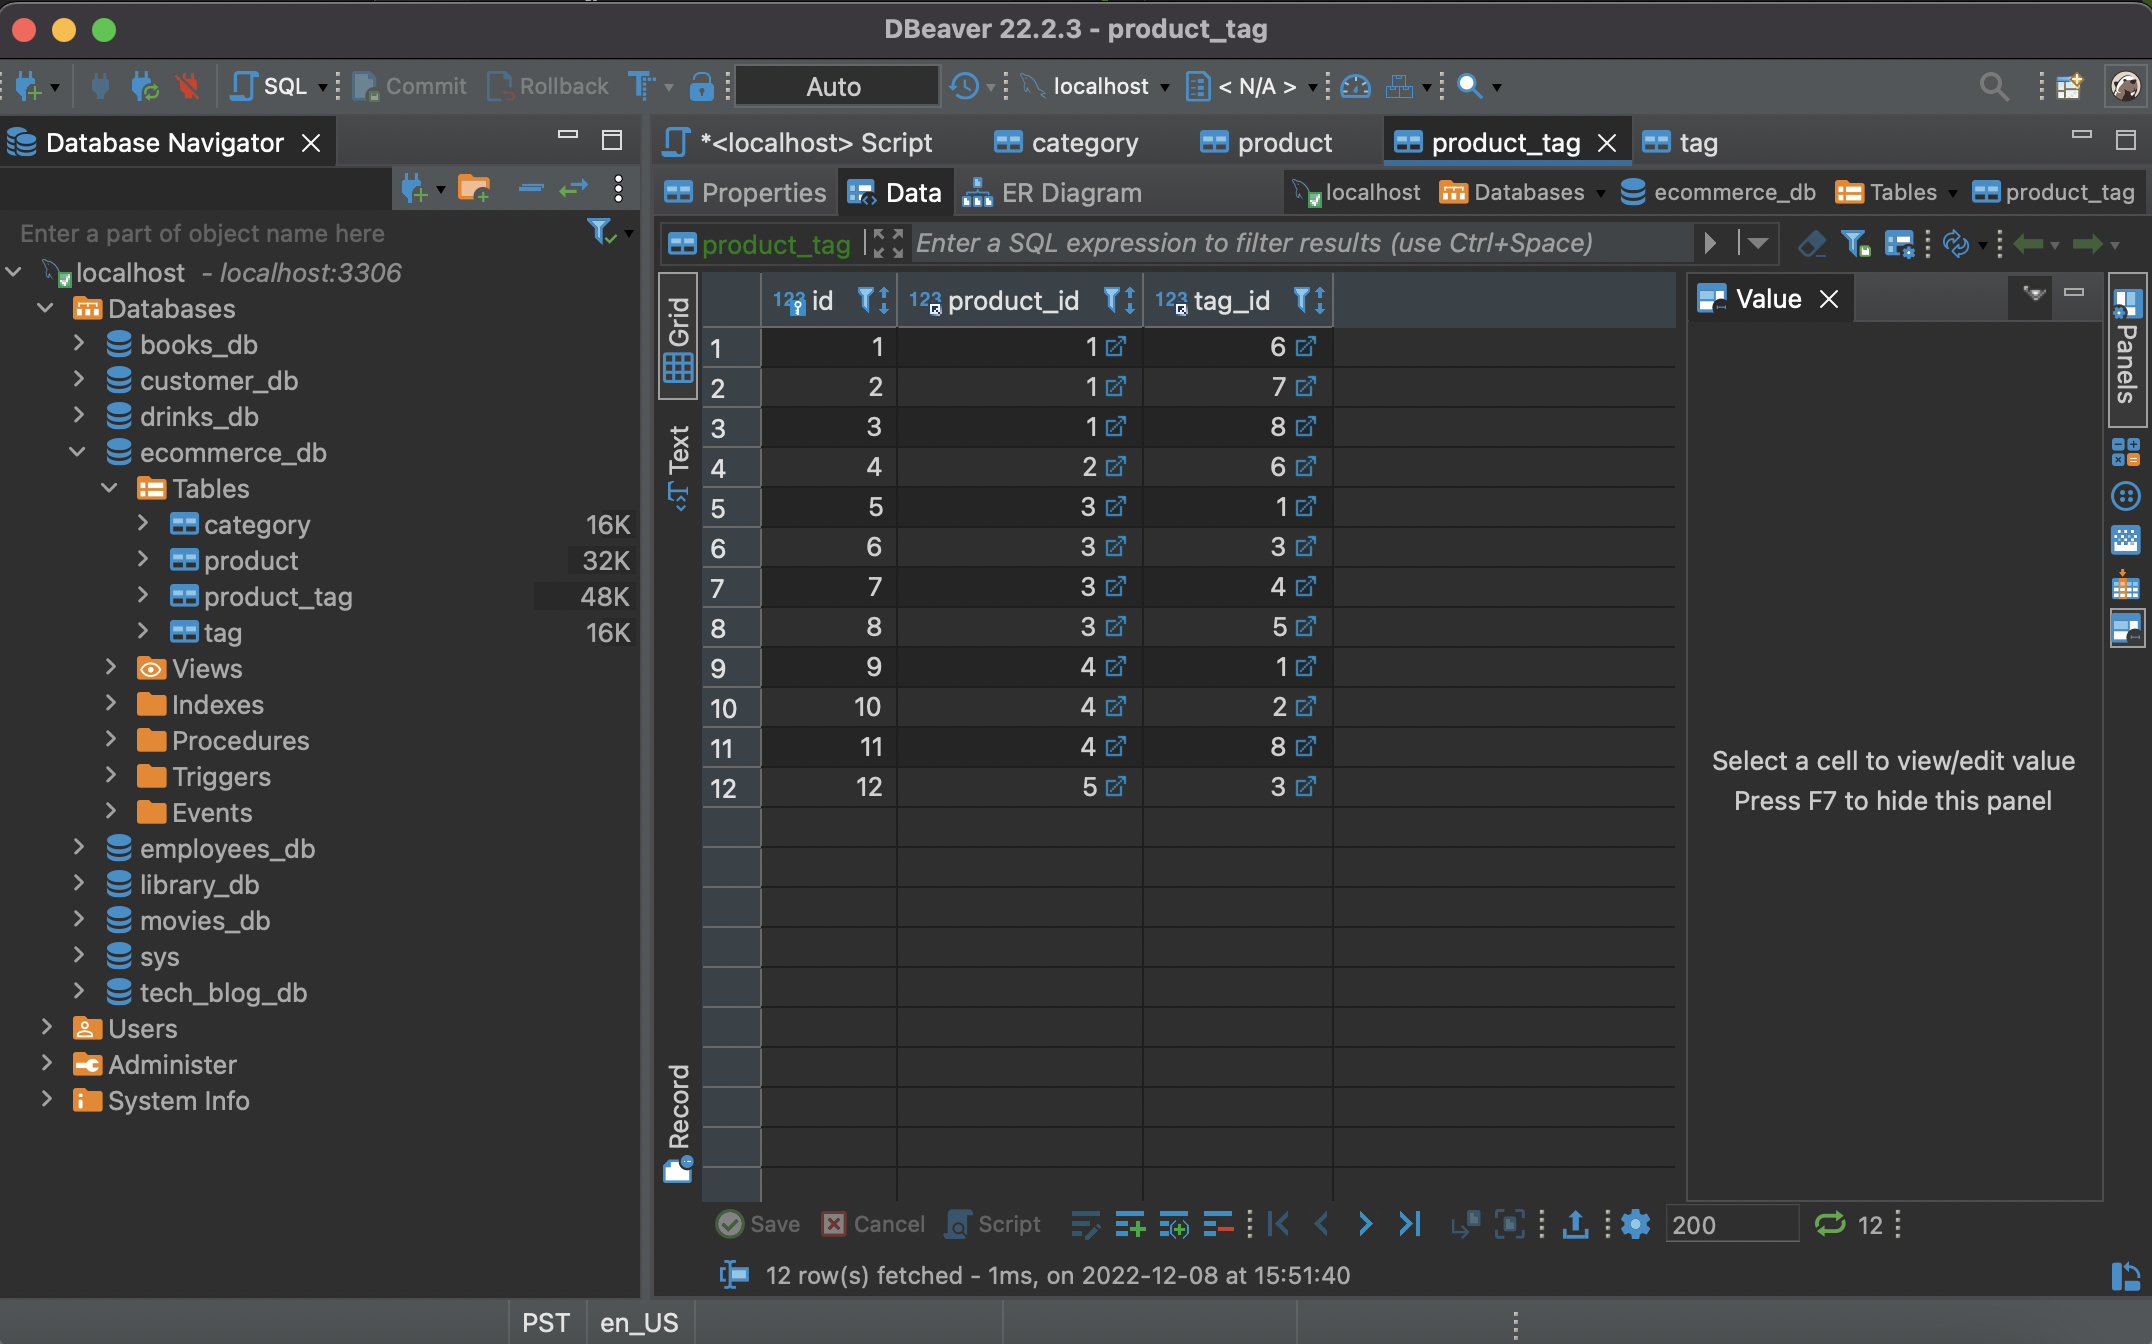 DBeaver 22.2.3 - product_tag
SQL Commit Rollback Auto localhost < N/A >
Database Navigator
*<localhost> Script category product product_tag tag
Properties Data ER Diagram localhost Databases ecommerce_db Tables product_tag
Enter a part of object name here
product_tag Enter a SQL expression to filter results (use Ctrl+Space)
localhost - localhost:3306
Databases
books_db
customer_db
drinks_db
ecommerce_db
Tables
category 16K
product 32K
product_tag 48K
tag 16K
Views
Indexes
Procedures
Triggers
Events
employees_db
library_db
movies_db
sys
tech_blog_db
Users
Administer
System Info
Grid
Text
Record
123 id 123 product_id 123 tag_id
1 1 1 6
2 2 1 7
3 3 1 8
4 4 2 6
5 5 3 1
6 6 3 3
7 7 3 4
8 8 3 5
9 9 4 1
10 10 4 2
11 11 4 8
12 12 5 3
Value
Select a cell to view/edit value
Press F7 to hide this panel
Panels
Save Cancel Script 200 12
12 row(s) fetched - 1ms, on 2022-12-08 at 15:51:40
PST en_US